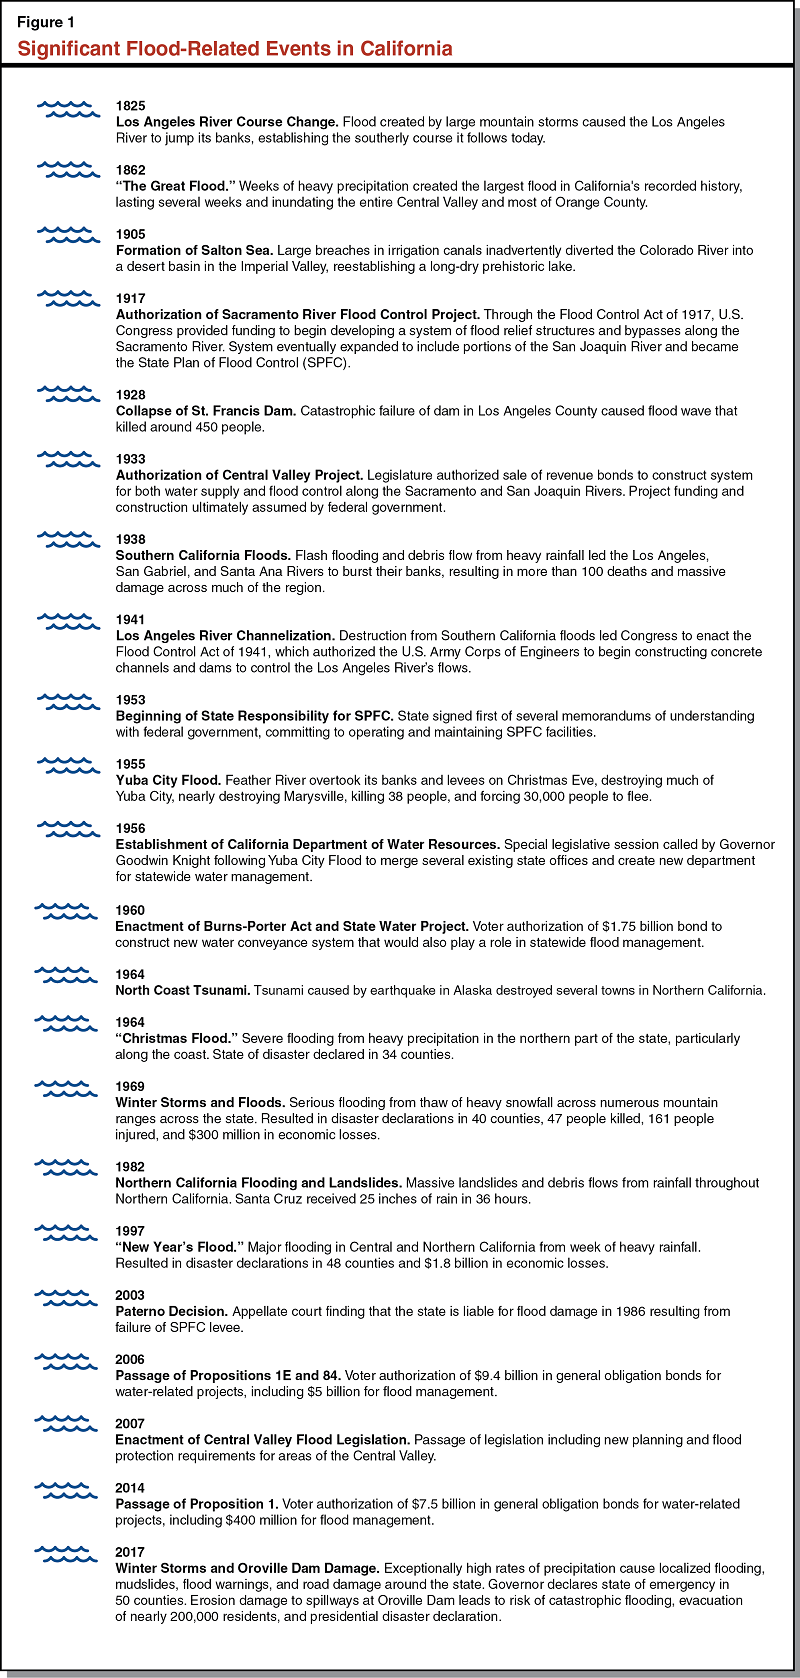 Figure 1
Significant Flood-Related Events in California
1825
Los Angeles River Course Change. Flood created by large mountain storms caused the Los Angeles
River to jump its banks, establishing the southerly course it follows today.
1862
“The Great Flood.” Weeks of heavy precipitation created the largest flood in California's recorded history,
lasting several weeks and inundating the entire Central Valley and most of Orange County.
1905
Formation of Salton Sea. Large breaches in irrigation canals inadvertently diverted the Colorado River into
a desert basin in the Imperial Valley, reestablishing a long-dry prehistoric lake.
1917
Authorization of Sacramento River Flood Control Project. Through the Flood Control Act of 1917, U.S.
Congress provided funding to begin developing a system of flood relief structures and bypasses along the
Sacramento River. System eventually expanded to include portions of the San Joaquin River and became
the State Plan of Flood Control (SPFC).
1928
Collapse of St. Francis Dam. Catastrophic failure of dam in Los Angeles County caused flood wave that
killed around 450 people.
1933
Authorization of Central Valley Project. Legislature authorized sale of revenue bonds to construct system
for both water supply and flood control along the Sacramento and San Joaquin Rivers. Project funding and
construction ultimately assumed by federal government.
1938
Southern California Floods. Flash flooding and debris flow from heavy rainfall led the Los Angeles,
San Gabriel, and Santa Ana Rivers to burst their banks, resulting in more than 100 deaths and massive
damage across much of the region.
1941
Los Angeles River Channelization. Destruction from Southern California floods led Congress to enact the
Flood Control Act of 1941, which authorized the U.S. Army Corps of Engineers to begin constructing concrete
channels and dams to control the Los Angeles River's flows.
1953
Beginning of State Responsibility for SPFC. State signed first of several memorandums of understanding
with federal government, committing to operating and maintaining SPFC facilities.
1955
Yuba City Flood. Feather River overtook its banks and levees on Christmas Eve, destroying much of
Yuba City, nearly destroying Marysville, killing 38 people, and forcing 30,000 people to flee.
1956
Establishment of California Department of Water Resources. Special legislative session called by Governor
Goodwin Knight following Yuba City Flood to merge several existing state offices and create new department
for statewide water management.
1960
Enactment of Burns-Porter Act and State Water Project. Voter authorization of $1.75 billion bond to
construct new water conveyance system that would also play a role in statewide flood management.
1964
North Coast Tsunami. Tsunami caused by earthquake in Alaska destroyed several towns in Northern California.
1964
“Christmas Flood.” Severe flooding from heavy precipitation in the northern part of the state, particularly
along the coast. State of disaster declared in 34 counties.
1969
Winter Storms and Floods. Serious flooding from thaw of heavy snowfall across numerous mountain
ranges across the state. Resulted in disaster declarations in 40 counties, 47 people killed, 161 people
injured, and $300 million in economic losses.
1982
Northern California Flooding and Landslides. Massive landslides and debris flows from rainfall throughout
Northern California. Santa Cruz received 25 inches of rain in 36 hours.
1997
“New Year's Flood.” Major flooding in Central and Northern California from week of heavy rainfall.
Resulted in disaster declarations in 48 counties and $1.8 billion in economic losses.
2003
Paterno Decision. Appellate court finding that the state is liable for flood damage in 1986 resulting from
failure of SPFC levee.
2006
Passage of Propositions 1E and 84. Voter authorization of $9.4 billion in general obligation bonds for
water-related projects, including $5 billion for flood management.
2007
Enactment of Central Valley Flood Legislation. Passage of legislation including new planning and flood
protection requirements for areas of the Central Valley.
2014
Passage of Proposition 1. Voter authorization of $7.5 billion in general obligation bonds for water-related
projects, including $400 million for flood management.
2017
Winter Storms and Oroville Dam Damage. Exceptionally high rates of precipitation cause localized flooding,
mudslides, flood warnings, and road damage around the state. Governor declares state of emergency in
50 counties. Erosion damage to spillways at Oroville Dam leads to risk of catastrophic flooding, evacuation
of nearly 200,000 residents, and presidential disaster declaration.